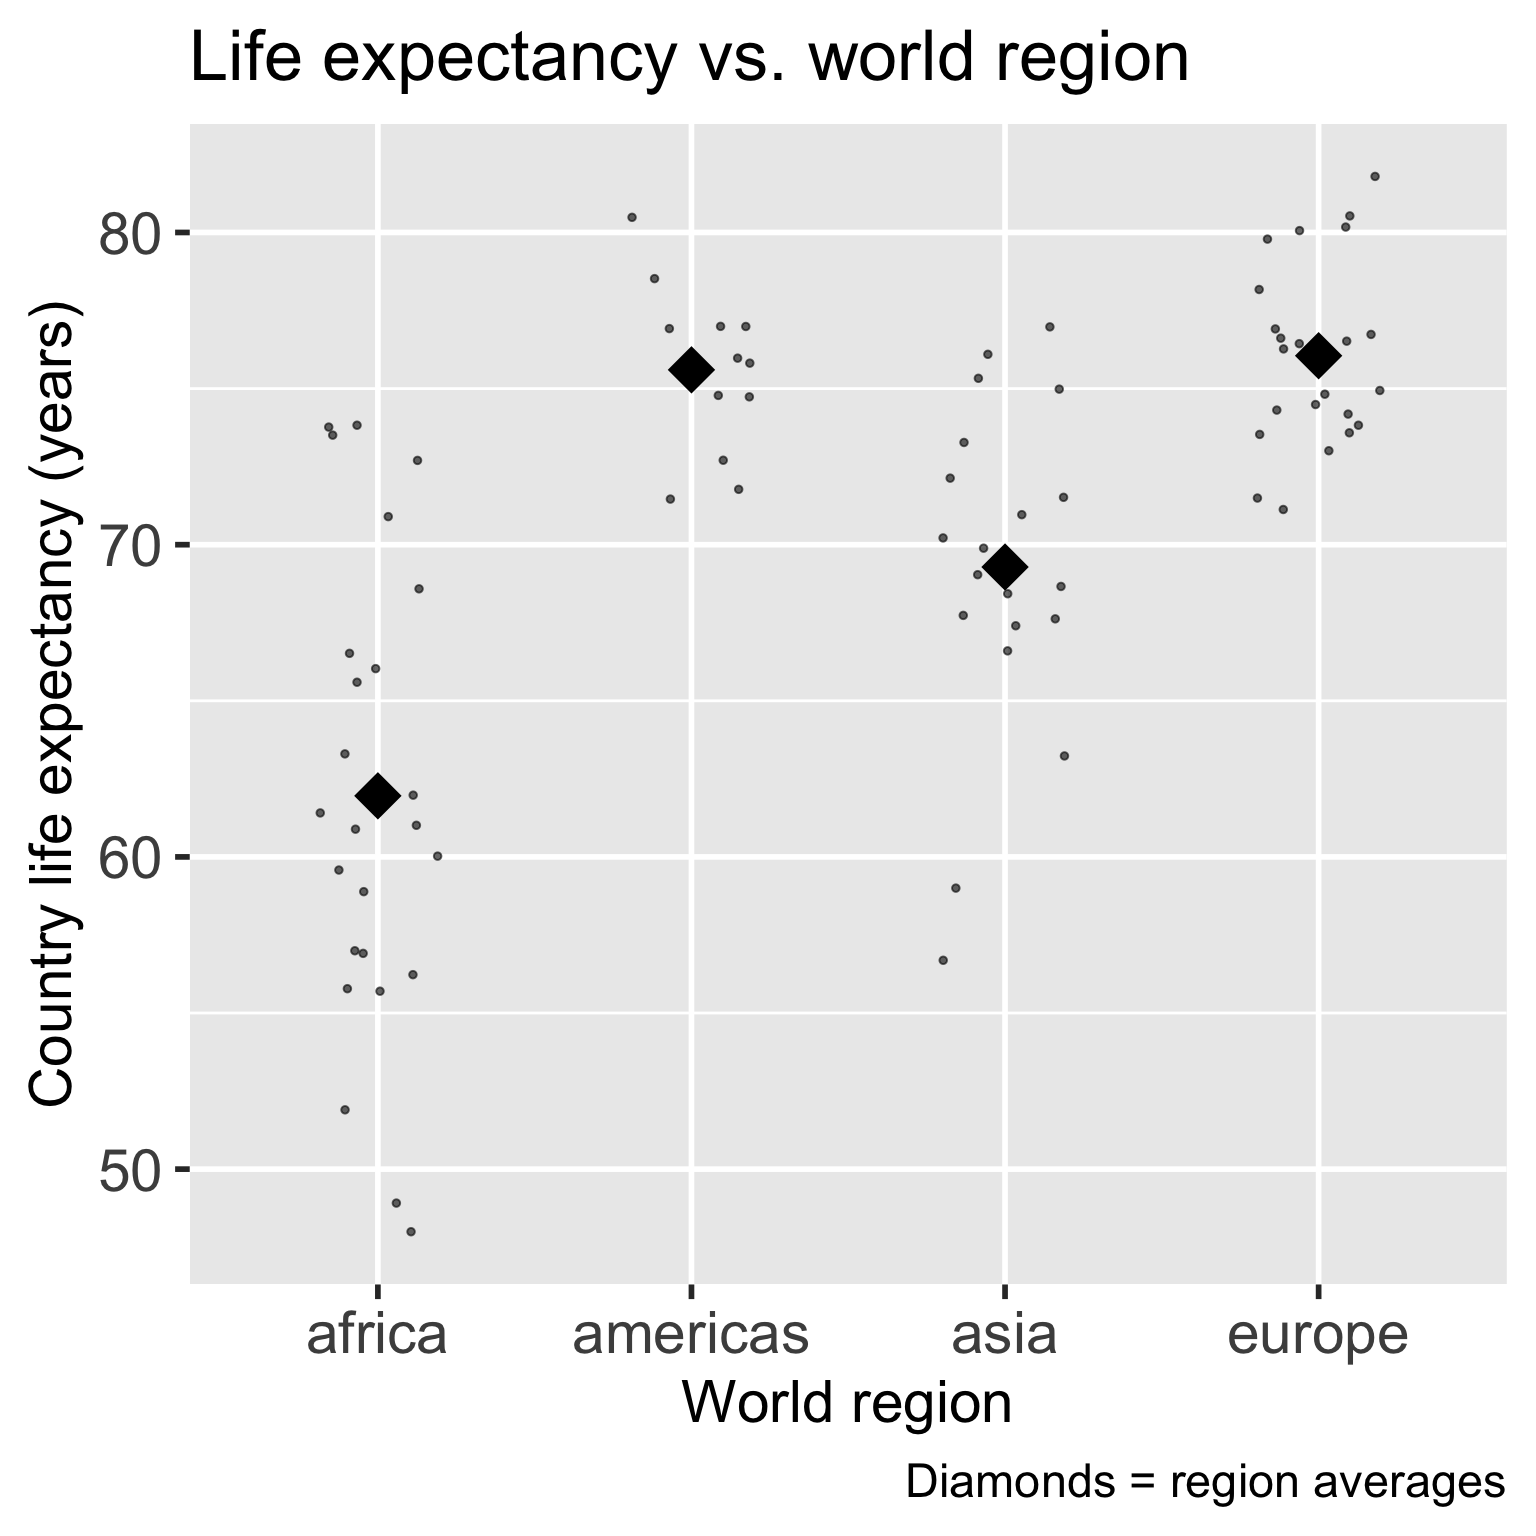 Life expectancy vs. world region
Country life expectancy (years)
80
70
60
50
africa americas asia europe
World region
Diamonds = region averages